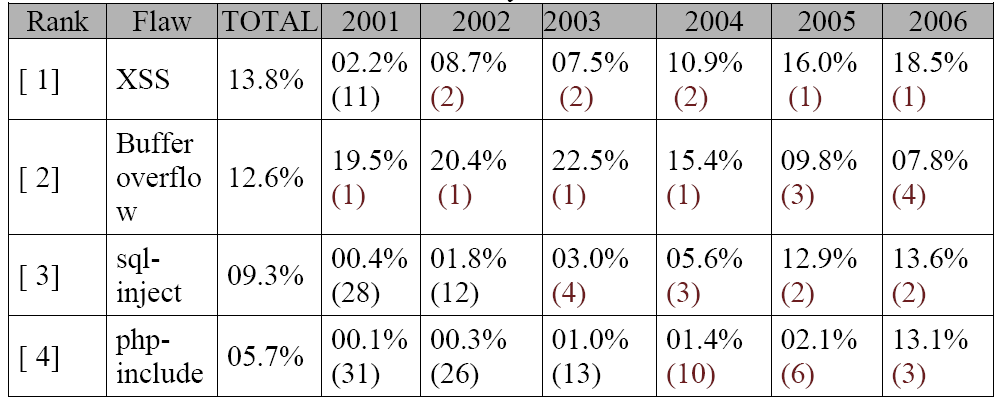 Rank Flaw TOTAL 2001 2002 2003 2004 2005 2006
[ 1] XSS 13.8% 02.2% (11) 08.7% (2) 07.5% (2) 10.9% (2) 16.0% (1) 18.5% (1)
[ 2] Buffer overflo w 12.6% 19.5% (1) 20.4% (1) 22.5% (1) 15.4% (1) 09.8% (3) 07.8% (4)
[ 3] sql- inject 09.3% 00.4% (28) 01.8% (12) 03.0% (4) 05.6% (3) 12.9% (2) 13.6% (2)
[ 4] php- include 05.7% 00.1% (31) 00.3% (26) 01.0% (13) 01.4% (10) 02.1% (6) 13.1% (3)